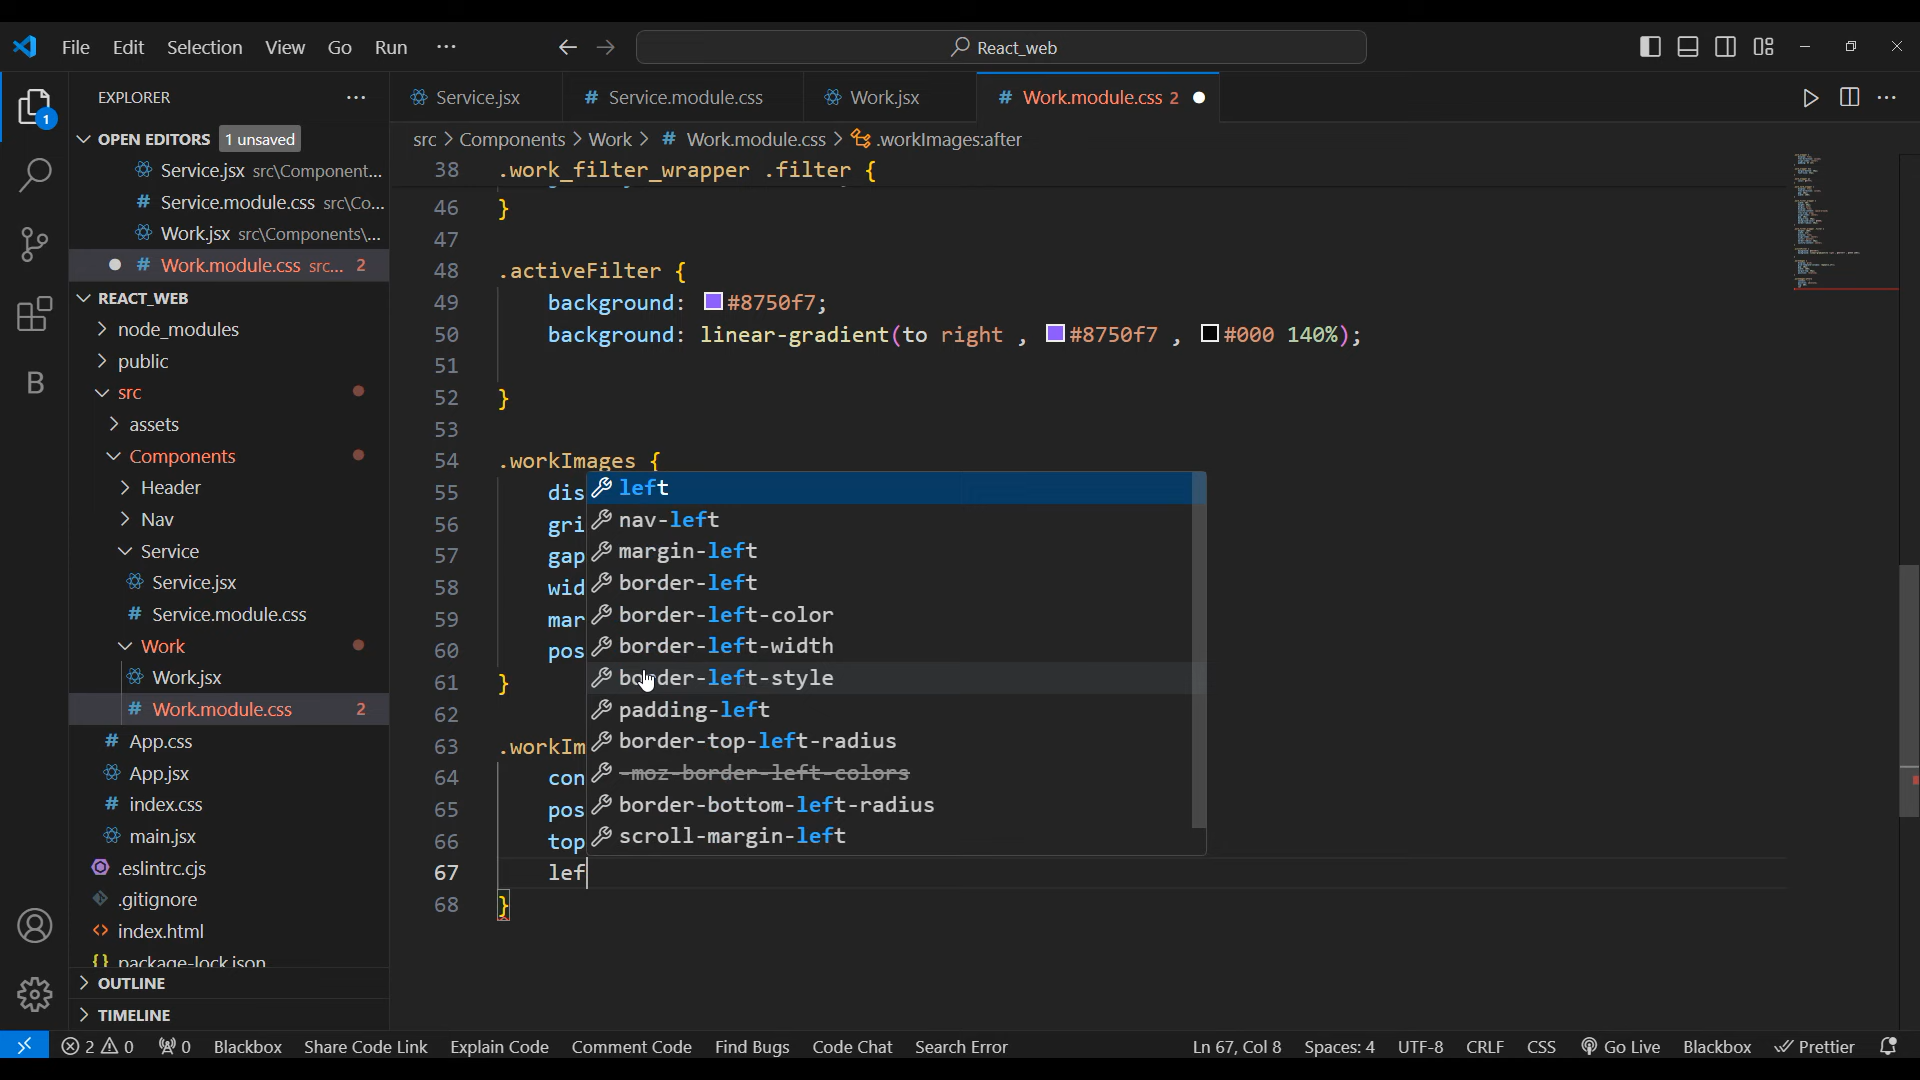 File Edit Selection View Go Run ··· React_web
EXPLORER ···
OPEN EDITORS 1 unsaved
Service.jsx src\Component...
Service.module.css src\Co...
Work.jsx src\Components\...
Work.module.css src... 2
REACT_WEB
node_modules
public
src
assets
Components
Header
Nav
Service
Service.jsx
Service.module.css
Work
Work.jsx
Work.module.css 2
App.css
App.jsx
index.css
main.jsx
.eslintrc.cjs
.gitignore
index.html
package-lock.json
OUTLINE
TIMELINE
Service.jsx Service.module.css Work.jsx Work.module.css 2
src > Components > Work > # Work.module.css > .workImages:after
38 .work_filter_wrapper .filter {
46 }
47
48 .activeFilter {
49 background: #8750f7;
50 background: linear-gradient(to right , #8750f7 , #000 140%);
51
52 }
53
54 .workImages {
55 dis
56 gri
57 gap
58 wid
59 mar
60 pos
61 }
62
63 .workIm
64 con
65 pos
66 top
67 lef
68 }
left
nav-left
margin-left
border-left
border-left-color
border-left-width
border-left-style
padding-left
border-top-left-radius
-moz-border-left-colors
border-bottom-left-radius
scroll-margin-left
1
B
2 0 0 Blackbox Share Code Link Explain Code Comment Code Find Bugs Code Chat Search Error Ln 67, Col 8 Spaces: 4 UTF-8 CRLF CSS Go Live Blackbox Prettier